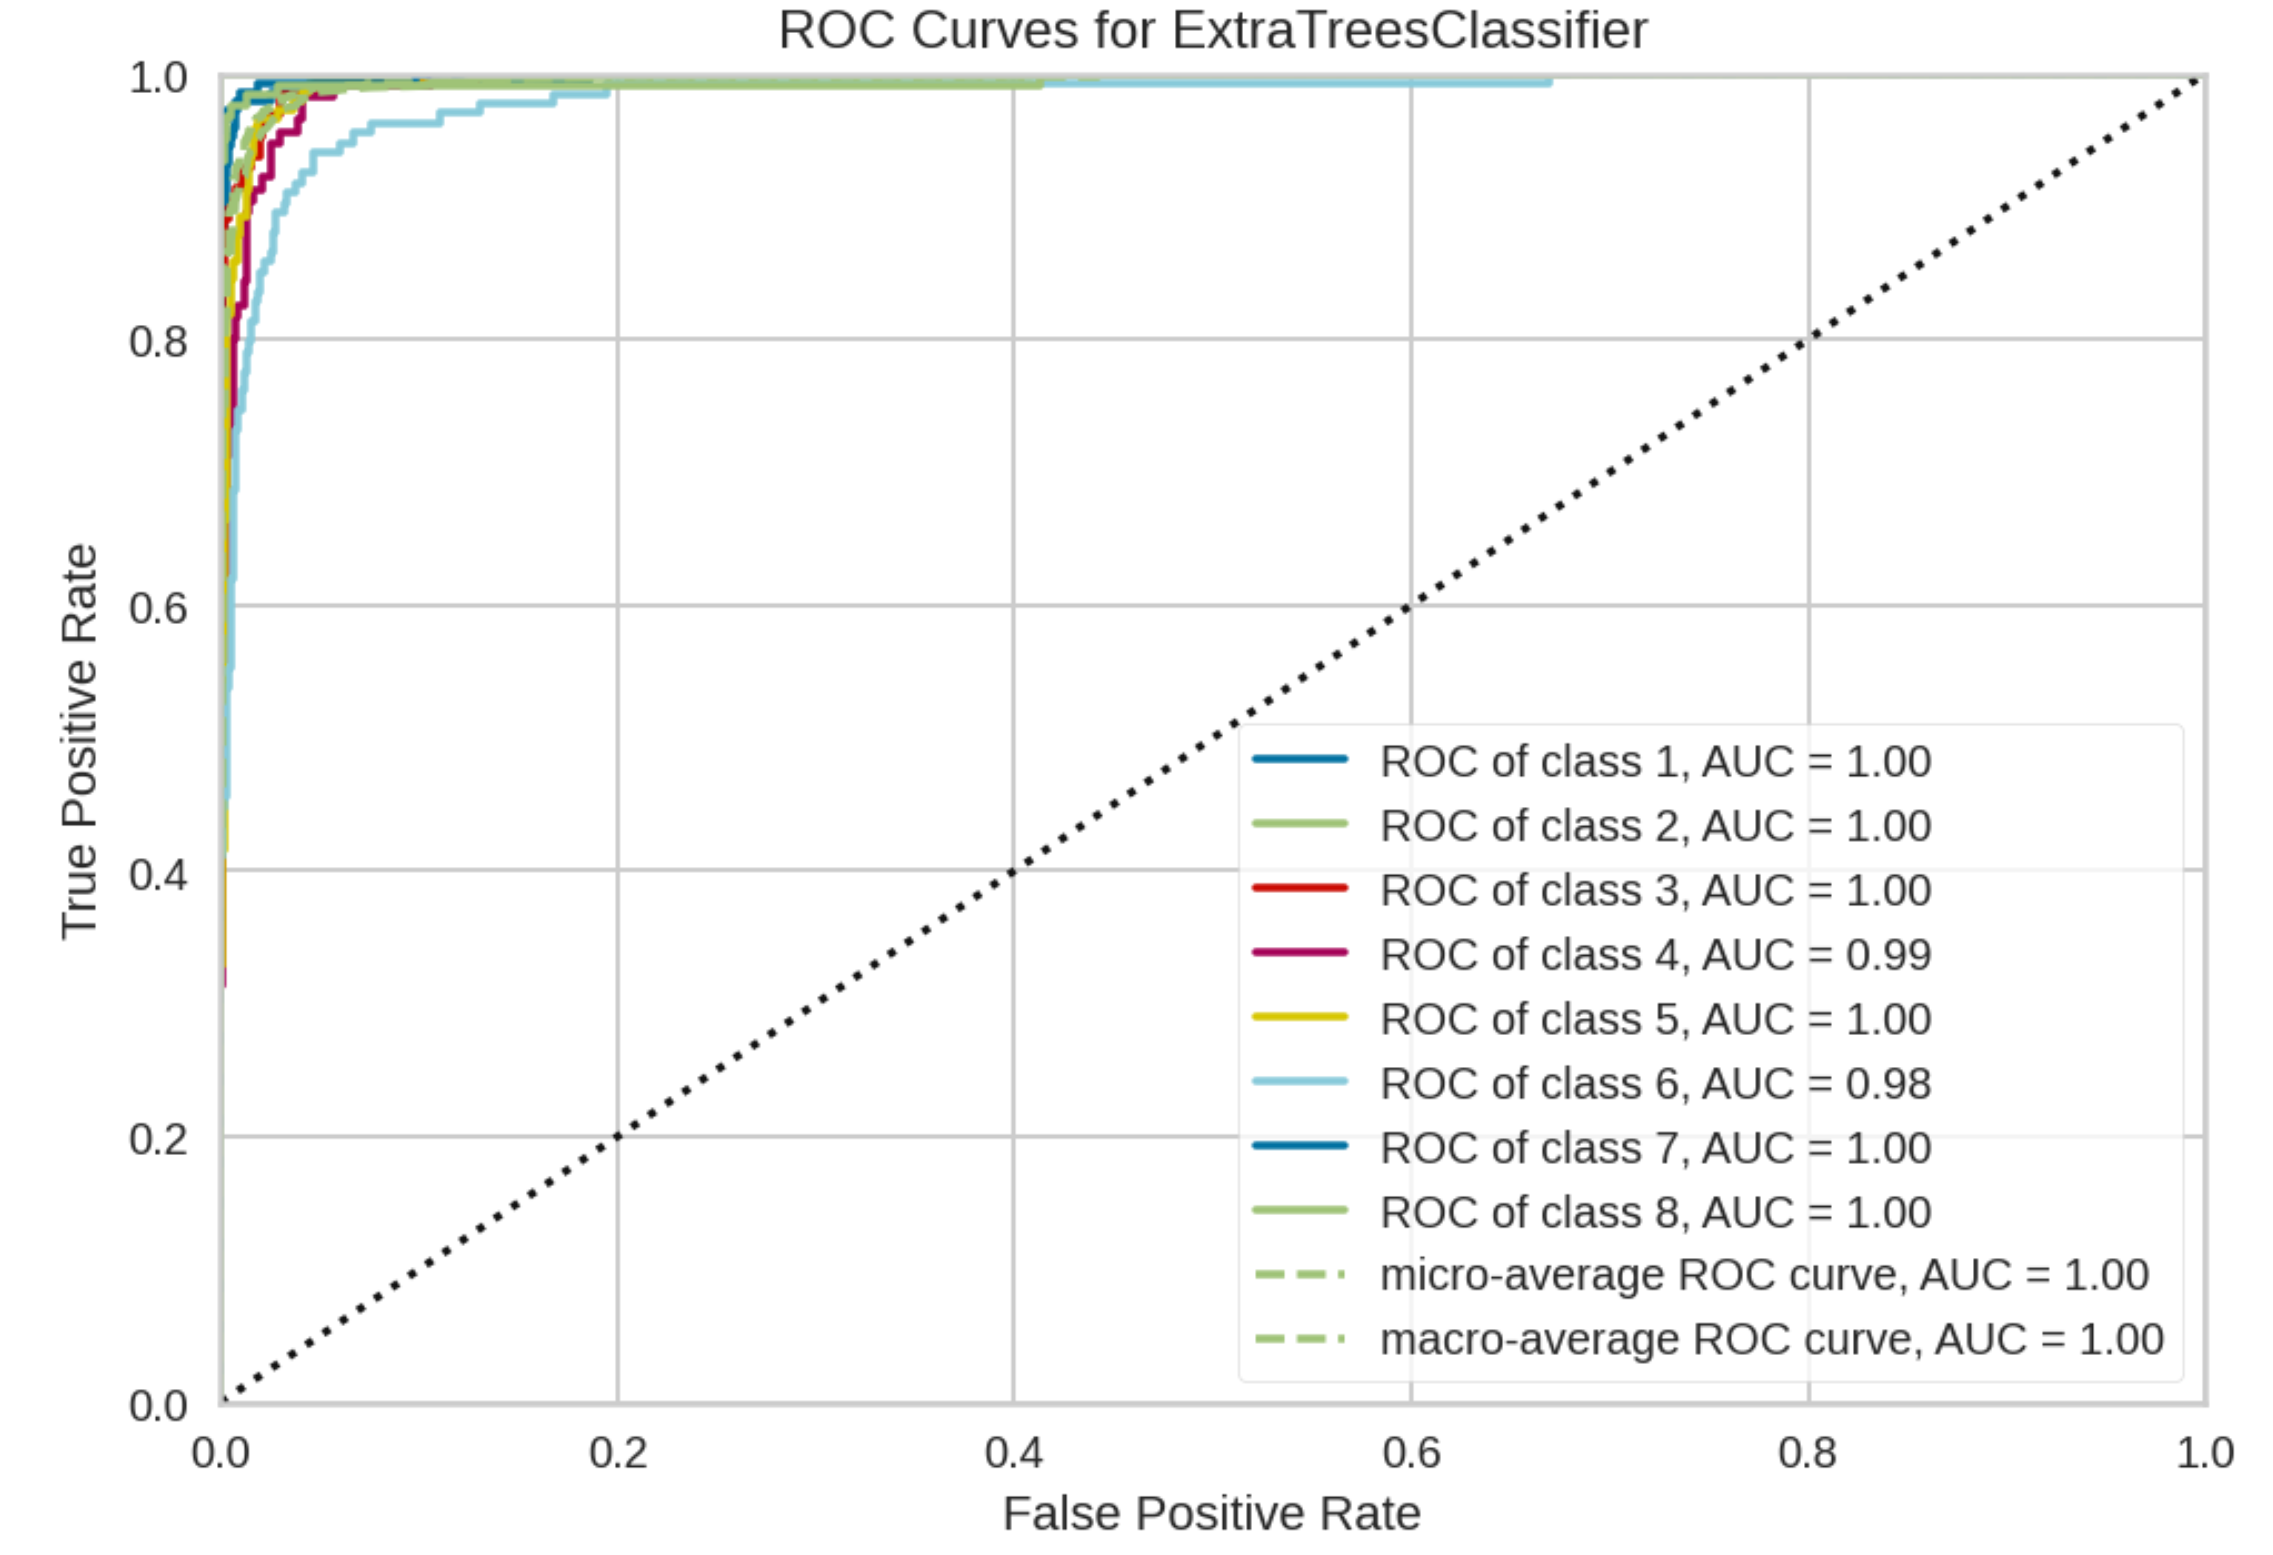 ROC Curves for ExtraTreesClassifier
1.0
0.8
0.6
0.4
0.2
0.0
True Positive Rate
ROC of class 1, AUC = 1.00
ROC of class 2, AUC = 1.00
ROC of class 3, AUC = 1.00
ROC of class 4, AUC = 0.99
ROC of class 5, AUC = 1.00
ROC of class 6, AUC = 0.98
ROC of class 7, AUC = 1.00
ROC of class 8, AUC = 1.00
micro-average ROC curve, AUC = 1.00
macro-average ROC curve, AUC = 1.00
0.0 0.2 0.4 0.6 0.8 1.0
False Positive Rate